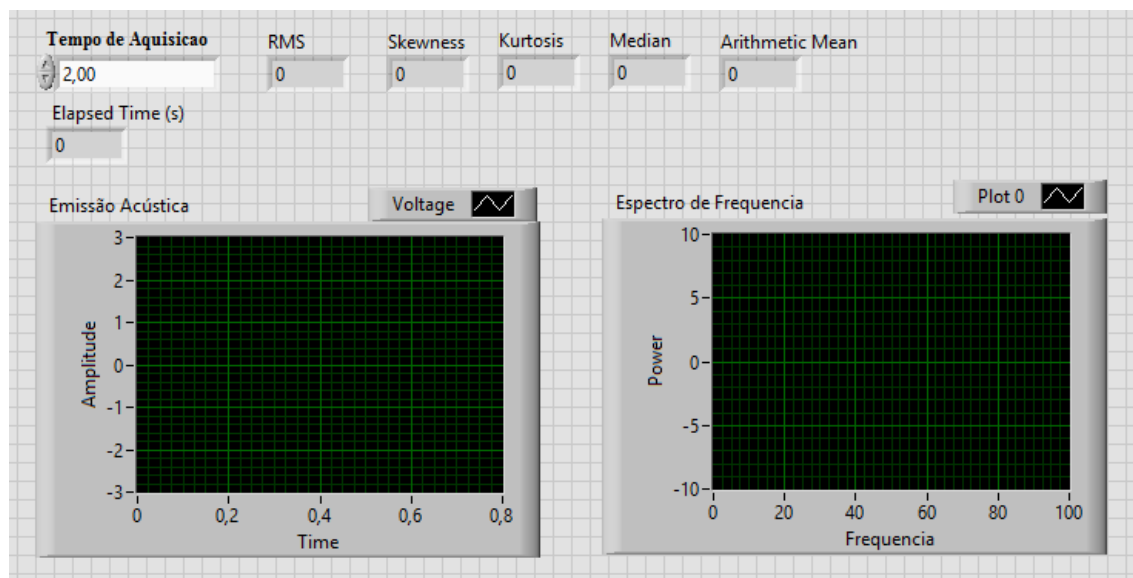 Tempo de Aquisicao
2,00
RMS
0
Skewness
0
Kurtosis
0
Median
0
Arithmetic Mean
0
Elapsed Time (s)
0
Emissão Acústica
Voltage
Amplitude
3
2
1
0
-1
-2
-3
0 0,2 0,4 0,6 0,8
Time
Espectro de Frequencia
Plot 0
Power
10
5
0
-5
-10
0 20 40 60 80 100
Frequencia